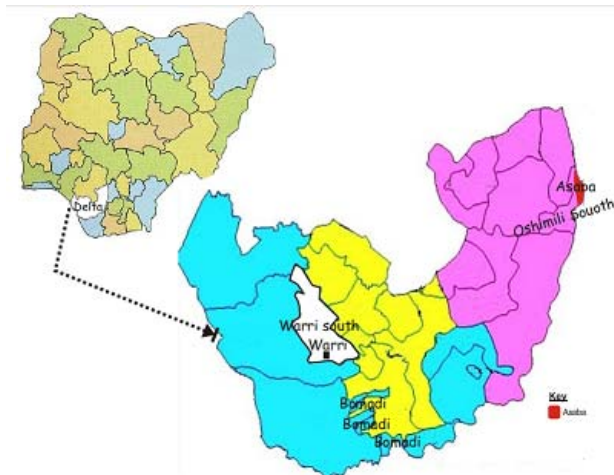 Delta
Asaba
Oshimili Souoth
Warri south
Warri
Bomadi
Bomadi
Bomadi
Key
Asaba